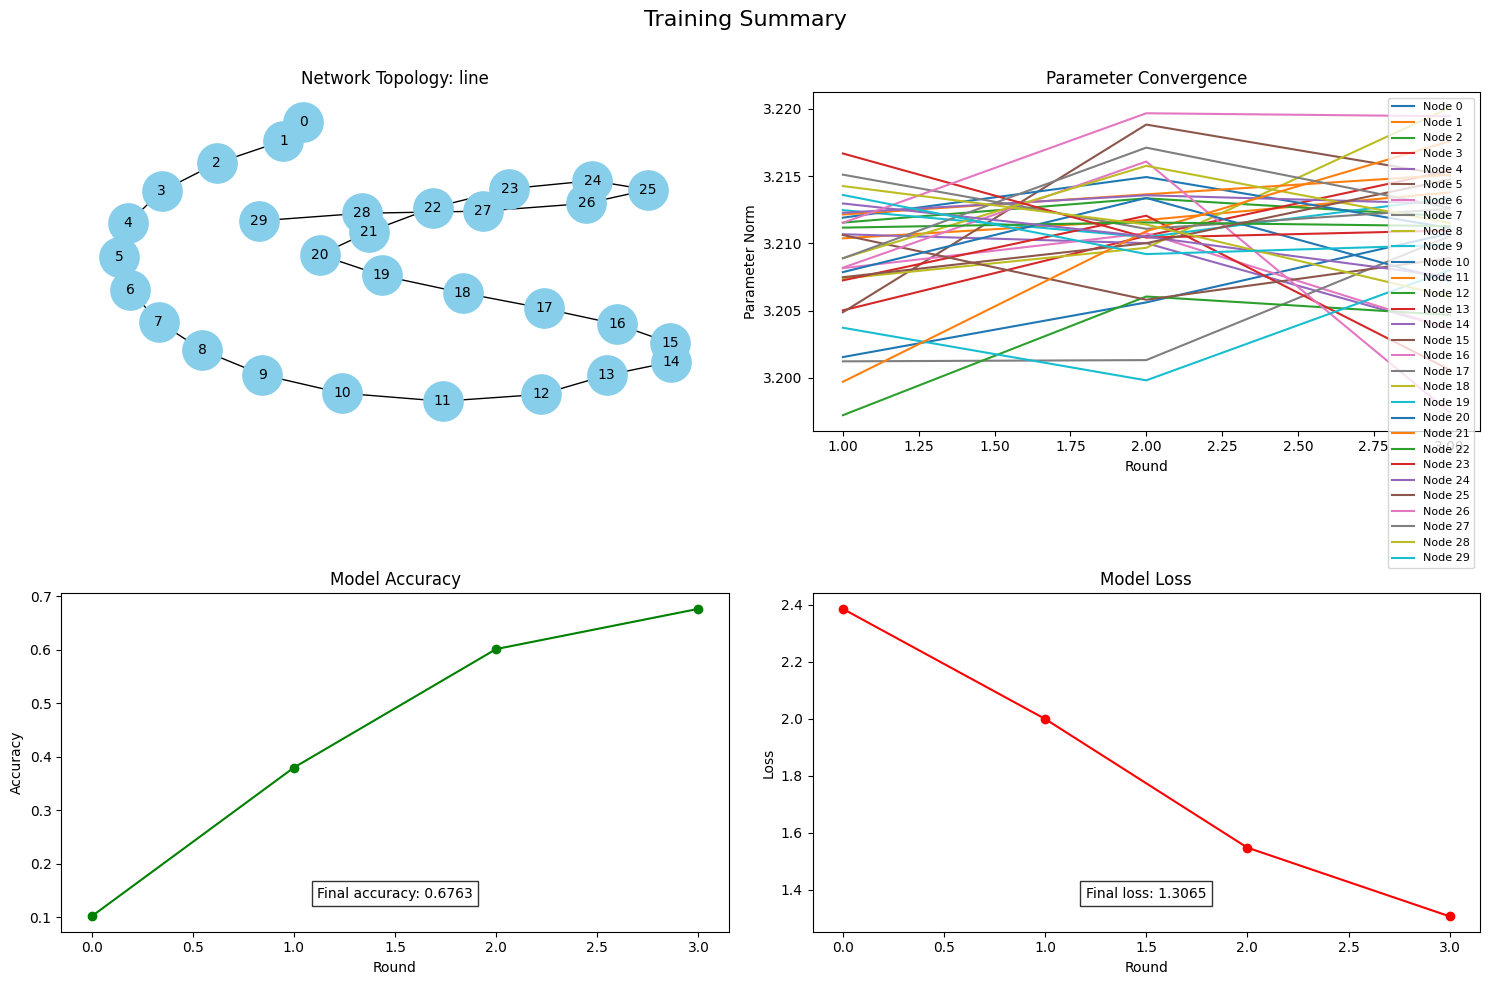 Training Summary
Network Topology: line
0
1
2
3
4
5
6
7
8
9
10
11
12
13
14
15
16
17
18
19
20
21
22
23
24
25
26
27
28
29
Parameter Convergence
Parameter Norm
3.220
3.215
3.210
3.205
3.200
1.00 1.25 1.50 1.75 2.00 2.25 2.50 2.75 3.00
Round
Node 0
Node 1
Node 2
Node 3
Node 4
Node 5
Node 6
Node 7
Node 8
Node 9
Node 10
Node 11
Node 12
Node 13
Node 14
Node 15
Node 16
Node 17
Node 18
Node 19
Node 20
Node 21
Node 22
Node 23
Node 24
Node 25
Node 26
Node 27
Node 28
Node 29
Model Accuracy
Accuracy
0.7
0.6
0.5
0.4
0.3
0.2
0.1
Final accuracy: 0.6763
0.0 0.5 1.0 1.5 2.0 2.5 3.0
Round
Model Loss
Loss
2.4
2.2
2.0
1.8
1.6
1.4
Final loss: 1.3065
0.0 0.5 1.0 1.5 2.0 2.5 3.0
Round